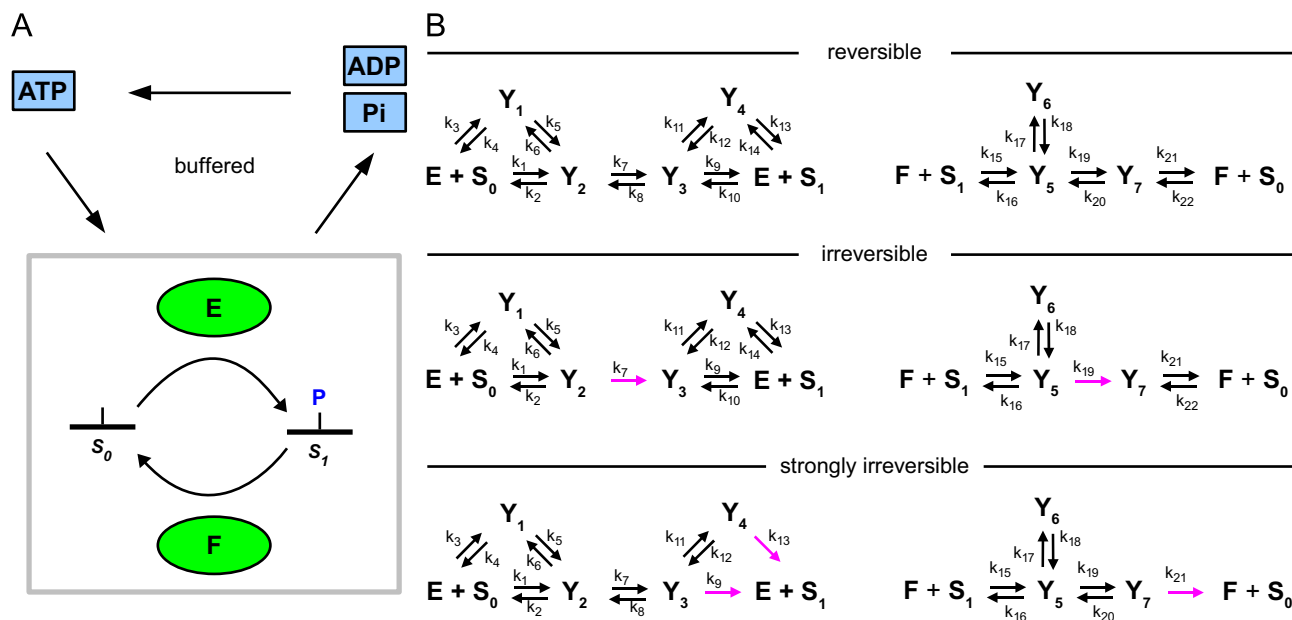 A
ATP
ADP
Pi
buffered
E
P
S0
S1
F
B
reversible
Y1
k3
k4
k5
k6
E + S0
k1
k2
Y2
k7
k8
Y3
Y4
k11
k12
k13
k14
k9
k10
E + S1
Y6
k17
k18
F + S1
k15
k16
Y5
k19
k20
Y7
k21
k22
F + S0
irreversible
Y1
k3
k4
k5
k6
E + S0
k1
k2
Y2
k7
Y3
Y4
k11
k12
k13
k14
k9
k10
E + S1
Y6
k17
k18
F + S1
k15
k16
Y5
k19
Y7
k21
k22
F + S0
strongly irreversible
Y1
k3
k4
k5
k6
E + S0
k1
k2
Y2
k7
k8
Y3
Y4
k11
k12
k13
k9
E + S1
Y6
k17
k18
F + S1
k15
k16
Y5
k19
k20
Y7
k21
F + S0